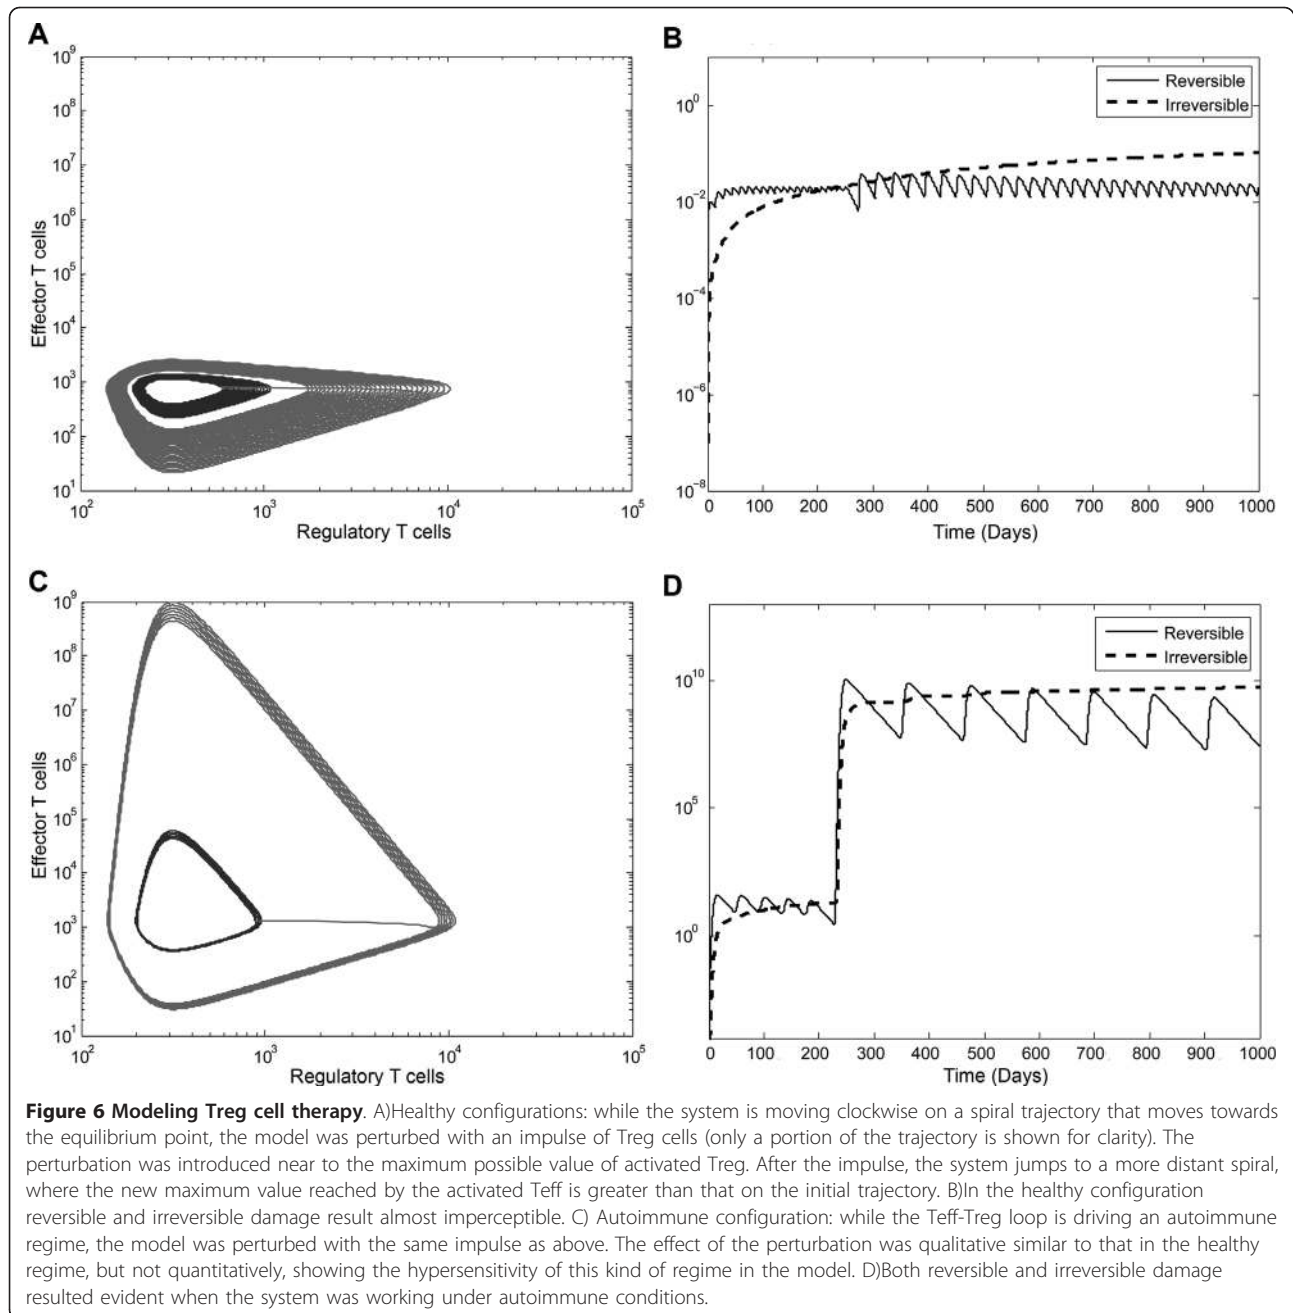 A
10^9
10^8
10^7
10^6
10^5
10^4
10^3
10^2
10^1
Effector T cells
10^2
10^3
10^4
10^5
Regulatory T cells
B
Reversible
Irreversible
10^0
10^-2
10^-4
10^-6
10^-8
0 100 200 300 400 500 600 700 800 900 1000
Time (Days)
C
10^9
10^8
10^7
10^6
10^5
10^4
10^3
10^2
10^1
Effector T cells
10^2
10^3
10^4
10^5
Regulatory T cells
D
Reversible
Irreversible
10^10
10^5
10^0
0 100 200 300 400 500 600 700 800 900 1000
Time (Days)
Figure 6 Modeling Treg cell therapy. A)Healthy configurations: while the system is moving clockwise on a spiral trajectory that moves towards
the equilibrium point, the model was perturbed with an impulse of Treg cells (only a portion of the trajectory is shown for clarity). The
perturbation was introduced near to the maximum possible value of activated Treg. After the impulse, the system jumps to a more distant spiral,
where the new maximum value reached by the activated Teff is greater than that on the initial trajectory. B)In the healthy configuration
reversible and irreversible damage result almost imperceptible. C) Autoimmune configuration: while the Teff-Treg loop is driving an autoimmune
regime, the model was perturbed with the same impulse as above. The effect of the perturbation was qualitative similar to that in the healthy
regime, but not quantitatively, showing the hypersensitivity of this kind of regime in the model. D)Both reversible and irreversible damage
resulted evident when the system was working under autoimmune conditions.